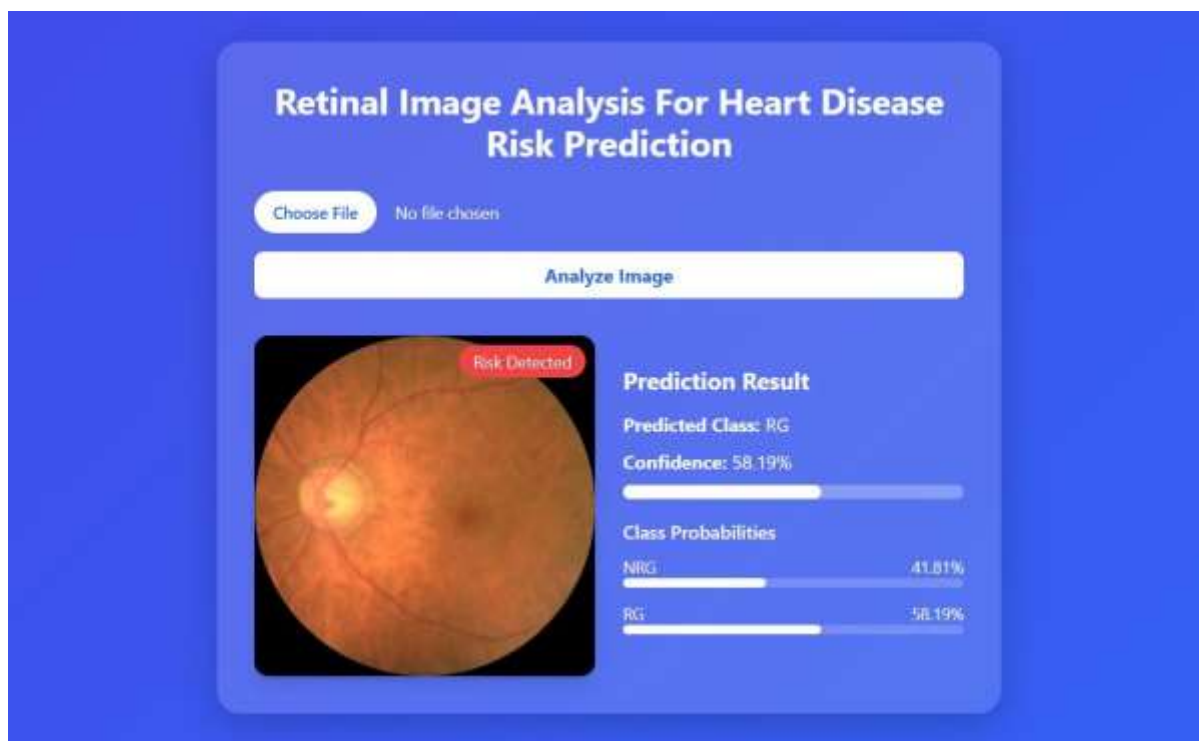 Retinal Image Analysis For Heart Disease
Risk Prediction
Choose File No file chosen
Analyze Image
Risk Detected
Prediction Result
Predicted Class: RG
Confidence: 58.19%
Class Probabilities
NRG 41.81%
RG 58.19%